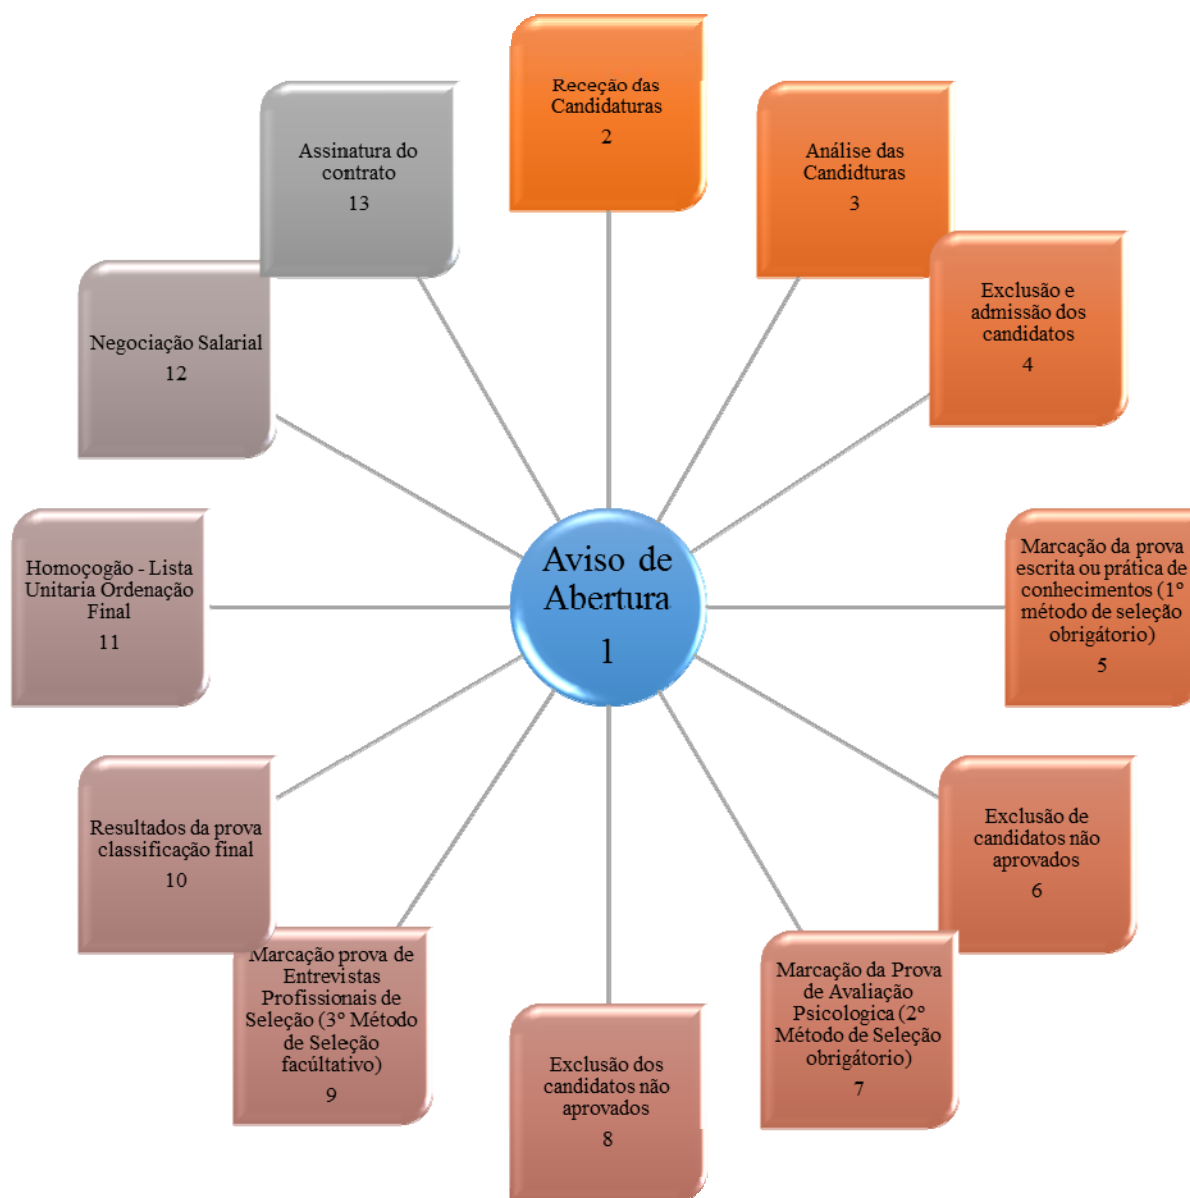 Aviso de
Abertura
1
Receção das
Candidaturas
2
Análise das
Candidturas
3
Exclusão e
admissão dos
candidatos
4
Marcação da prova
escrita ou prática de
conhecimentos (1º
método de seleção
obrigátorio)
5
Exclusão de
candidatos não
aprovados
6
Marcação da Prova
de Avaliação
Psicologica (2º
Método de Seleção
obrigátorio)
7
Exclusão dos
candidatos não
aprovados
8
Marcação prova de
Entrevistas
Profissionais de
Seleção (3º Método
de Seleção
facúltativo)
9
Resultados da prova
classificação final
10
Homoçogão - Lista
Unitaria Ordenação
Final
11
Negociação Salarial
12
Assinatura do
contrato
13